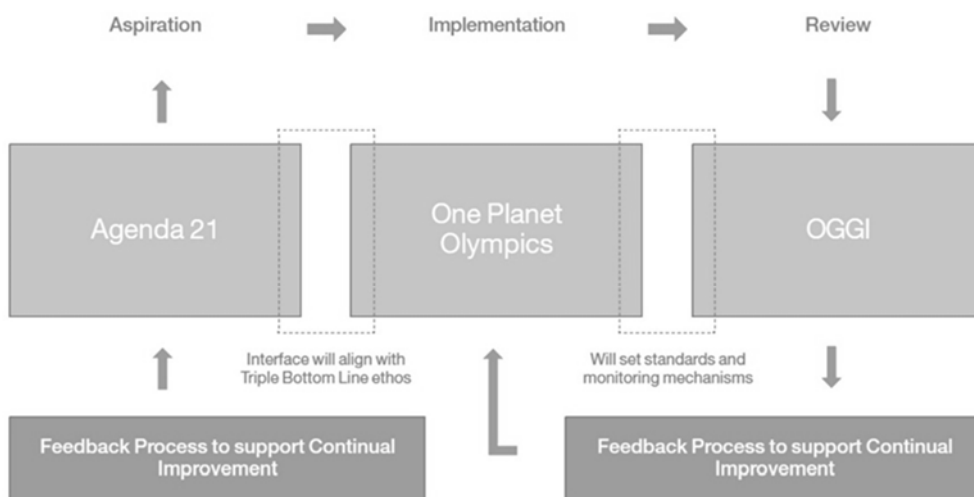 Aspiration
Implementation
Review
Agenda 21
One Planet
Olympics
OGGI
Interface will align with
Triple Bottom Line ethos
Will set standards and
monitoring mechanisms
Feedback Process to support Continual
Improvement
Feedback Process to support Continual
Improvement